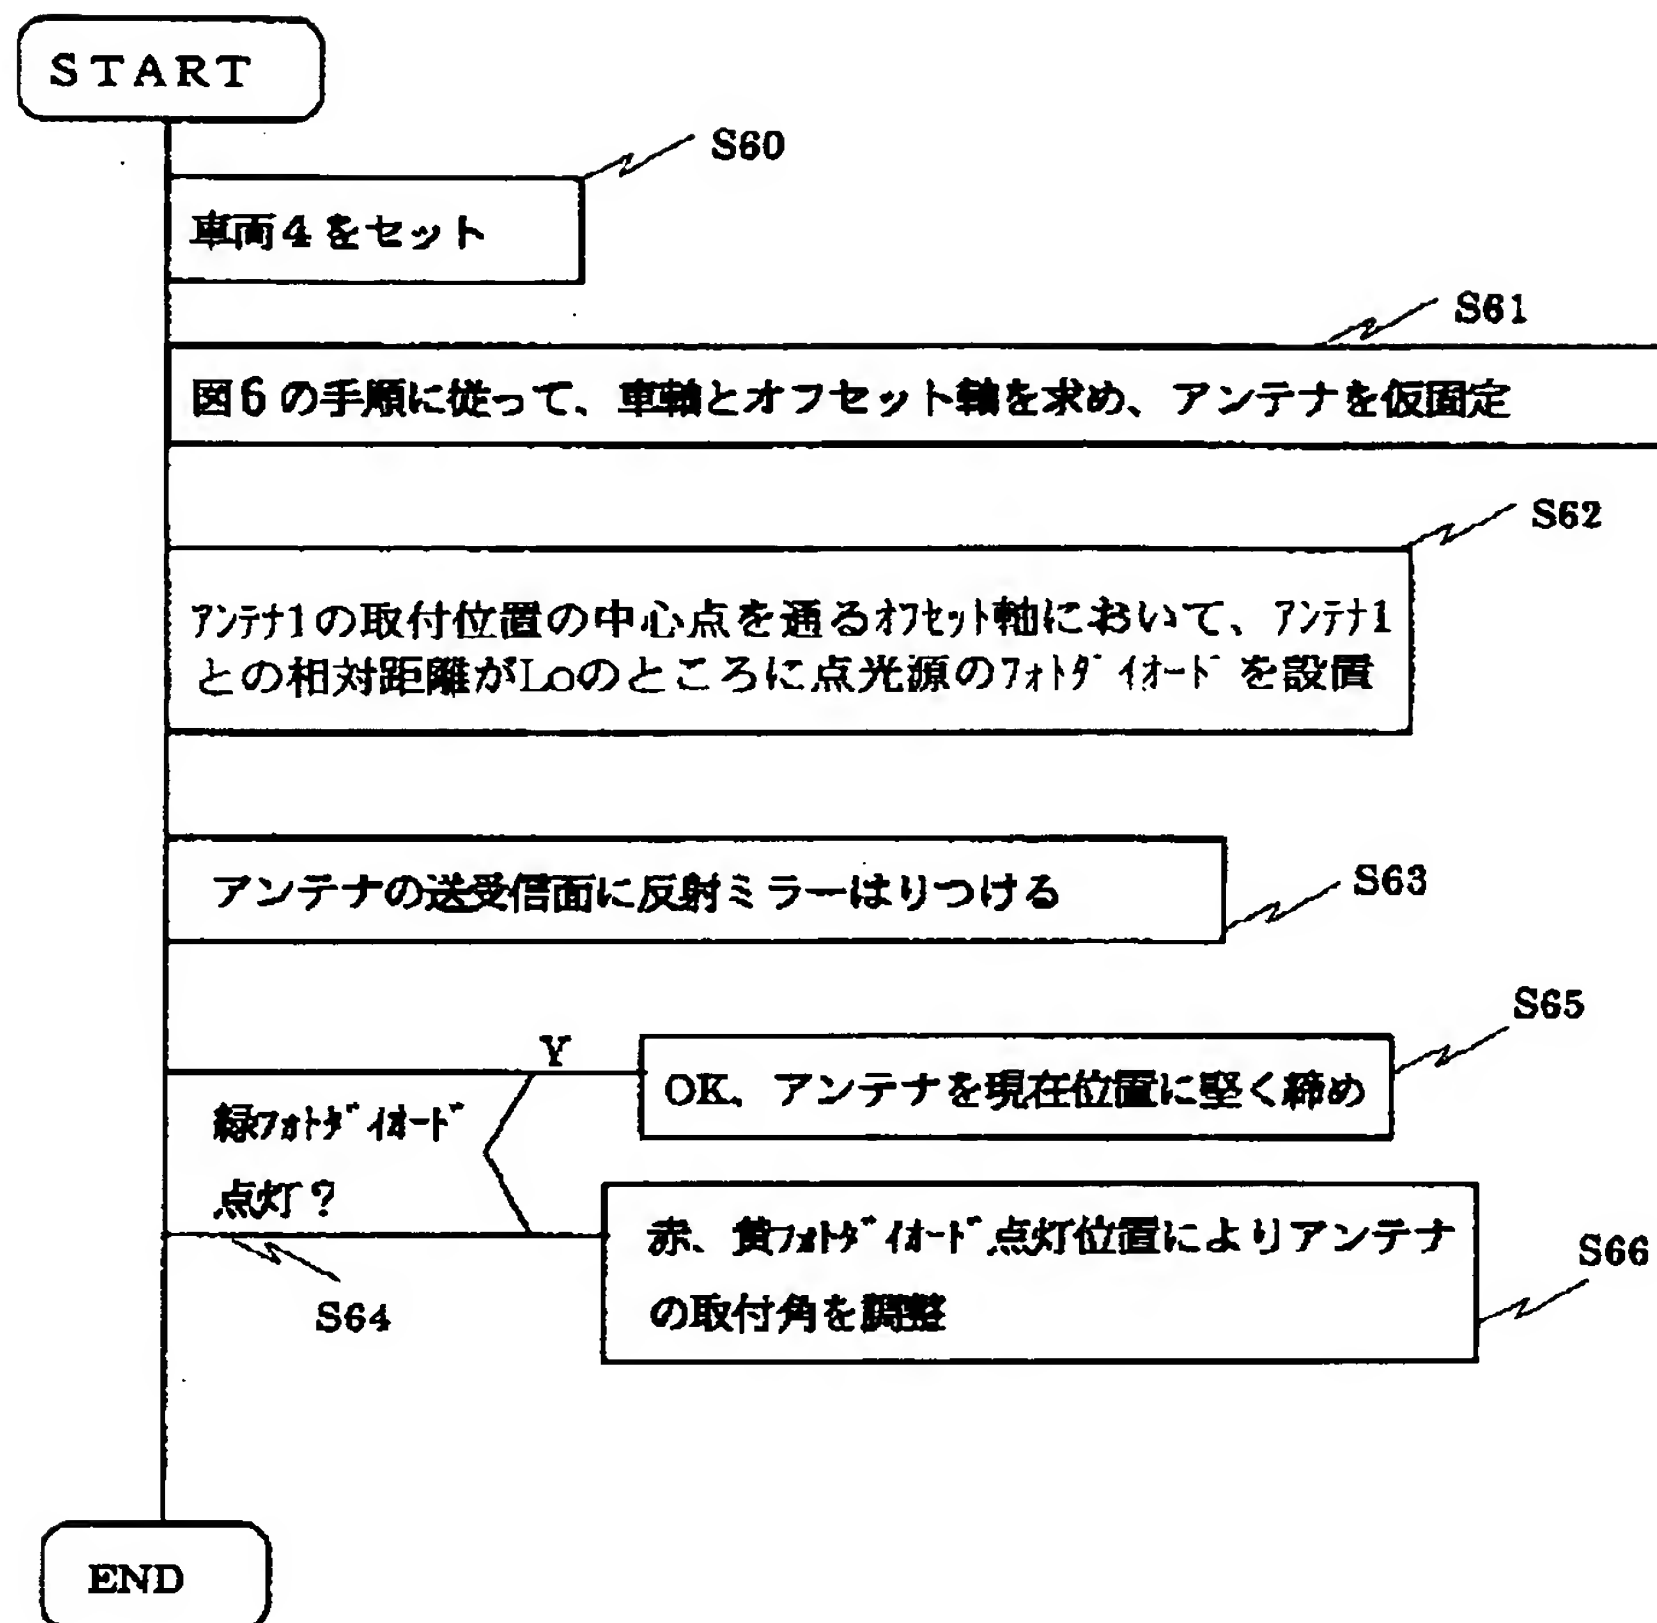 START
S60
車両4をセット
S61
図6の手順に従って、車軸とオフセット軸を求め、アンテナを仮固定
S62
ｱﾝﾃﾅ1の取付位置の中心点を通るｵﾌｾｯﾄ軸において、ｱﾝﾃﾅ1
との相対距離がLoのところに点光源のﾌｫﾄﾀﾞｲｵｰﾄﾞを設置
アンテナの送受信面に反射ミラーはりつける
S63
S65
Y
OK、アンテナを現在位置に堅く締め
緑ﾌｫﾄﾀﾞｲｵｰﾄﾞ
点灯？
S64
赤、黄ﾌｫﾄﾀﾞｲｵｰﾄﾞ点灯位置によりアンテナ
の取付角を調整
S66
END